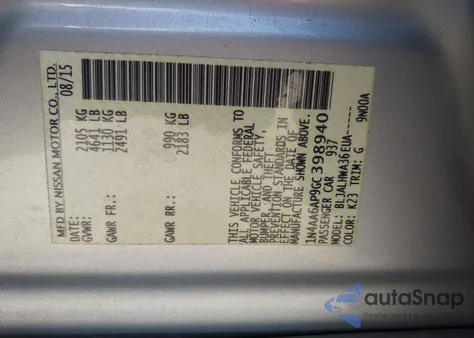 MFD BY NISSAN MOTOR CO., LTD.
DATE: 08/15
GVWR: 2105 KG
4641 LB
GAWR FR: 1130 KG
2491 LB
GAWR RR: 990 KG
2183 LB
THIS VEHICLE CONFORMS TO
ALL APPLICABLE FEDERAL
MOTOR VEHICLE SAFETY,
BUMPER, AND THEFT
PREVENTION STANDARDS IN
EFFECT ON THE DATE OF
MANUFACTURE SHOWN ABOVE.
1N4AA6AP9GC398940
PASSENGER CAR 937
MODEL: BLJALHWA36EUA-----
COLOR: K23 TRIM: G 9N00A
autoSnap